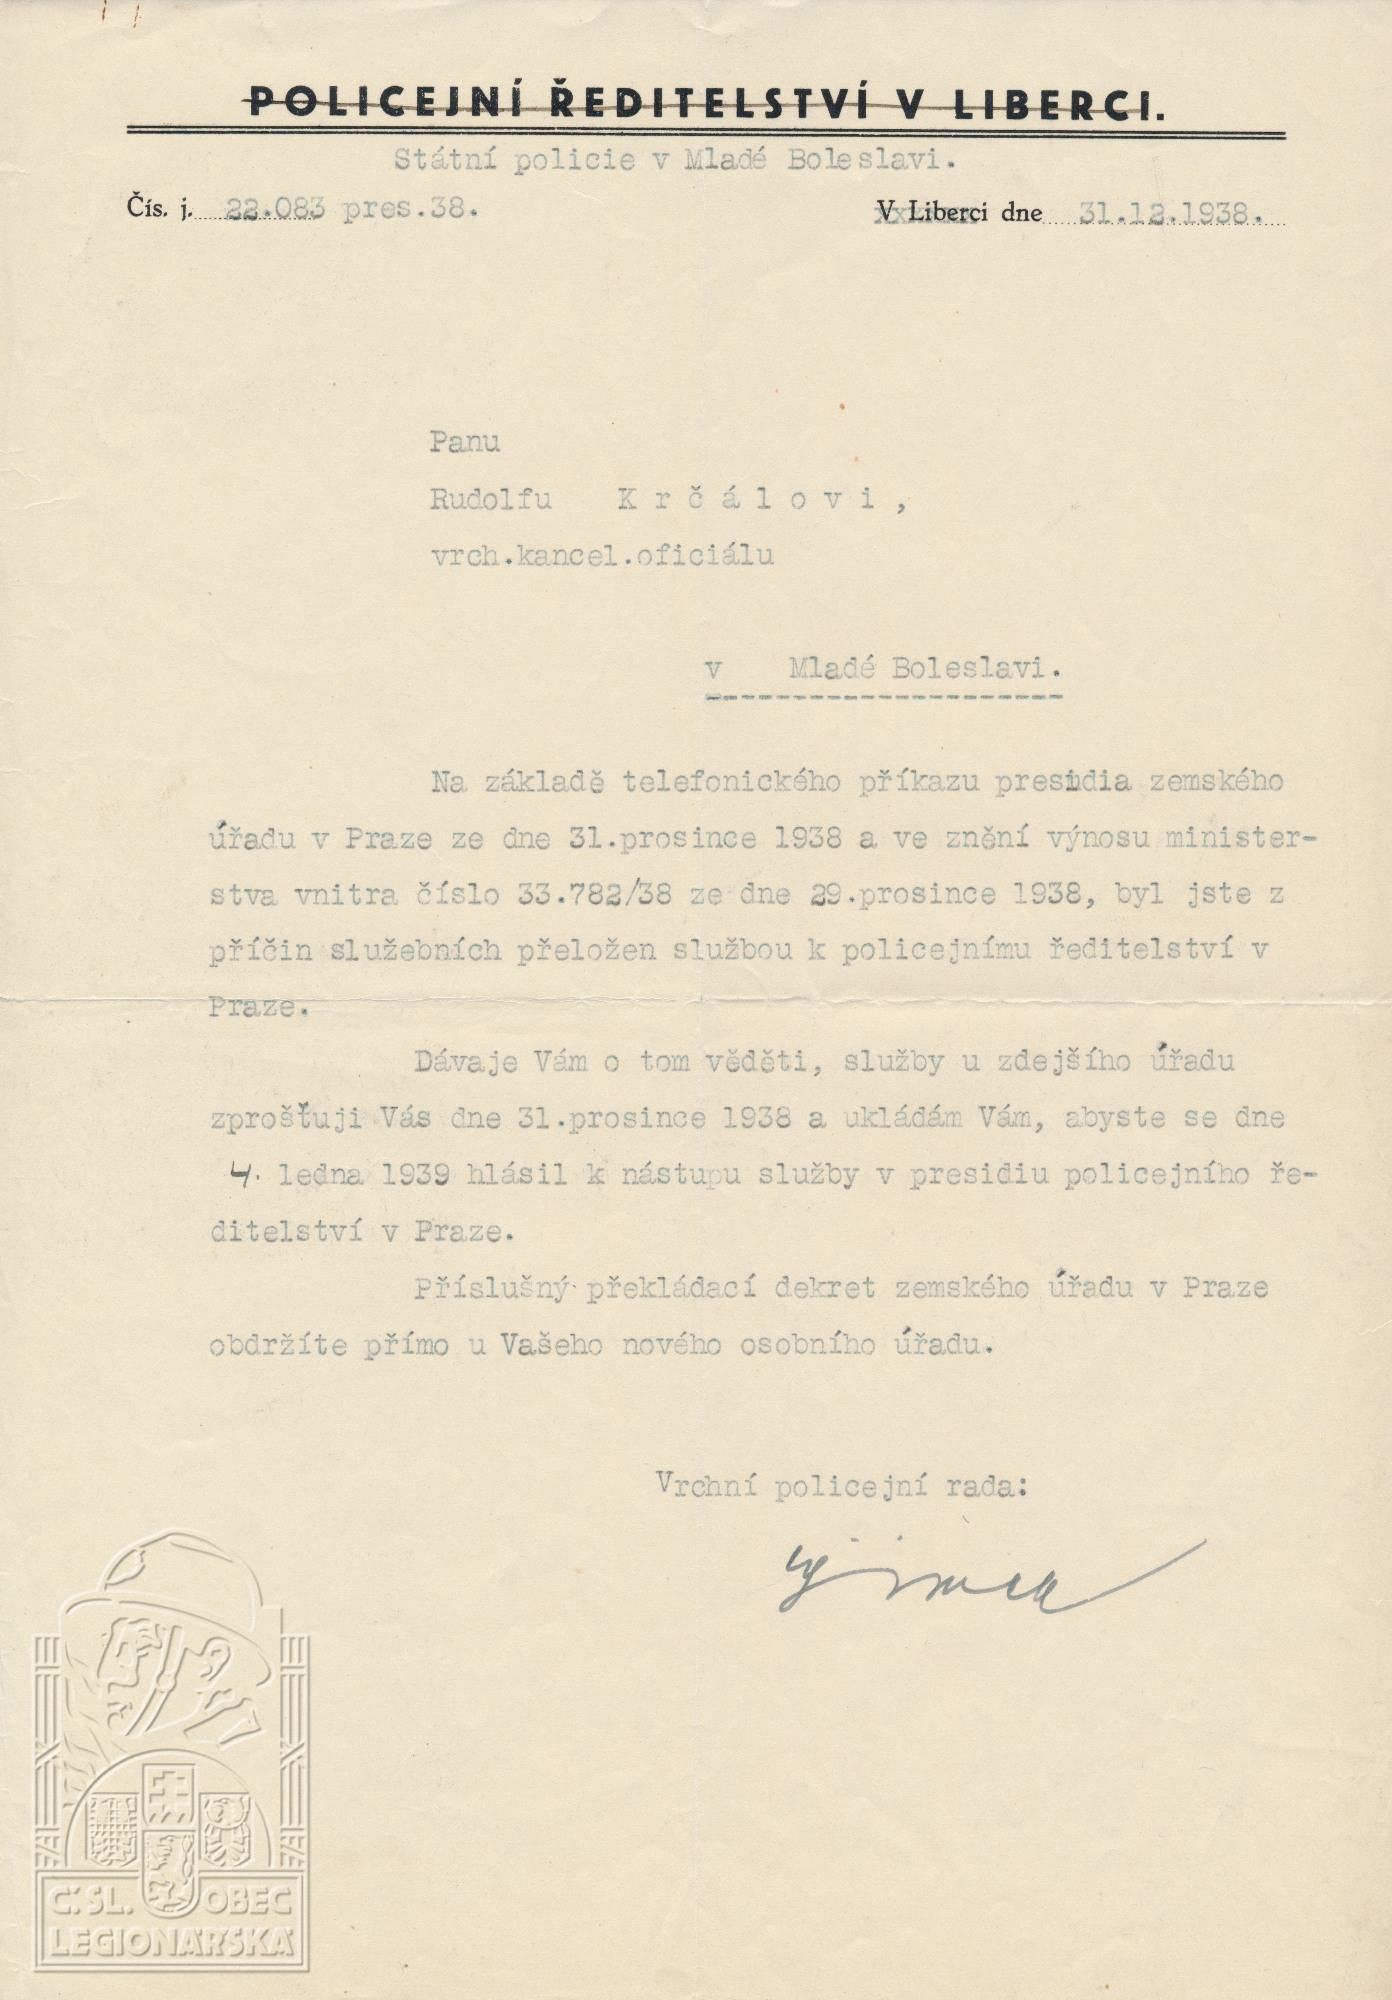 POLICEJNÍ ŘEDITELSTVÍ V LIBERCI.
Státní policie v Mladé Boleslavi.
Čís. j. 22.083 pres.38.
V Liberci dne 31.12.1938.
Panu
Rudolfu K r č á l o v i ,
vrch.kancel.oficiálu
v Mladé Boleslavi.
Na základě telefonického příkazu presidia zemského
úřadu v Praze ze dne 31.prosince 1938 a ve znění výnosu minister-
stva vnitra číslo 33.782/38 ze dne 29.prosince 1938, byl jste z
příčin služebních přeložen službou k policejnímu ředitelství v
Praze.
Dávaje Vám o tom věděti, služby u zdejšího úřadu
zprošťuji Vás dne 31.prosince 1938 a ukládám Vám, abyste se dne
4. ledna 1939 hlásil k nástupu služby v presidiu policejního ře-
ditelství v Praze.
Příslušný překládací dekret zemského úřadu v Praze
obdržíte přímo u Vašeho nového osobního úřadu.
Vrchní policejní rada:
Č.SL. OBEC
LEGIONÁŘSKÁ